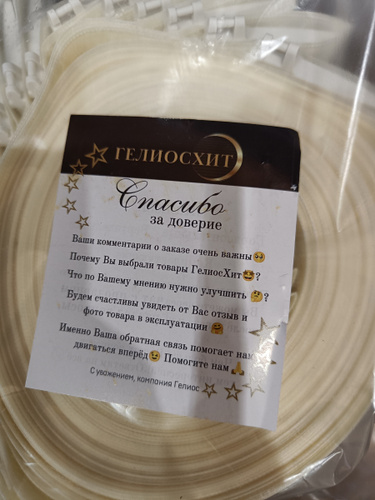 ГЕЛИОСХИТ
Спасибо
за доверие
Ваши комментарии о заказе очень важны🥺
Почему Вы выбрали товары ГелиосХит🤩?
Что по Вашему мнению нужно улучшить 🤔?
Будем счастливы увидеть от Вас отзыв и
фото товара в эксплуатации 🤗
Именно Ваша обратная связь помогает нам
двигаться вперёд😉 Помогите нам🙏
С уважением, компания Гелиос